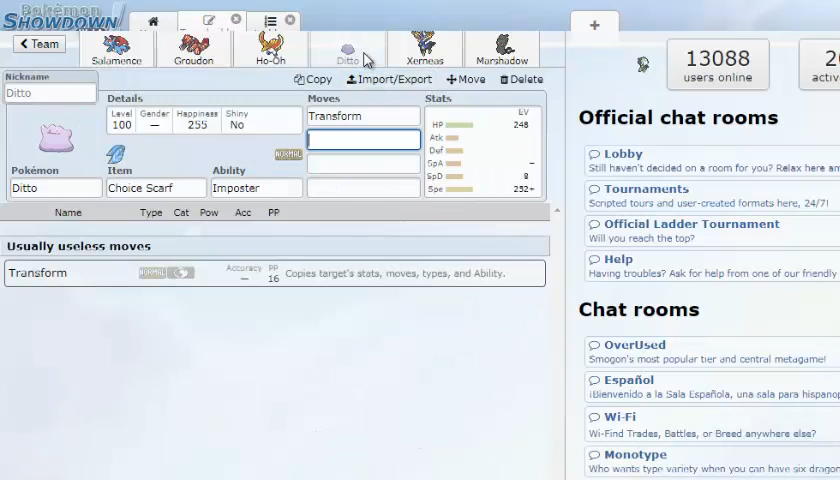 Pokémon
SHOWDOWN!
+
Team
Salamence
Groudon
Ho-Oh
Ditto
Xerneas
Marshadow
13088
users online
Copy
Import/Export
Move
Delete
Nickname
Ditto
Details
Level Gender Happiness Shiny
100 — 255 No
Moves
Transform
Stats
EV
HP 248
Atk
Def
SpA –
SpD 8
Spe 252+
NORMAL
Pokémon
Ditto
Item
Choice Scarf
Ability
Imposter
Name Type Cat Pow Acc PP
Usually useless moves
Transform NORMAL Accuracy — PP 16 Copies target's stats, moves, types, and Ability.
Official chat rooms
Lobby
Still haven't decided on a room for you? Relax here
Tournaments
Scripted tours and user-created formats here, 24/7!
Official Ladder Tournament
Will you reach the top?
Help
Having troubles? Ask for help from one of our friendly
Chat rooms
OverUsed
Smogon's most popular tier and central metagame!
Español
¡Bienvenido a la Sala Española, una sala para
Wi-Fi
Wi-Find Trades, Battles, or Breed anywhere else?
Monotype
Who wants type variety when you can have six